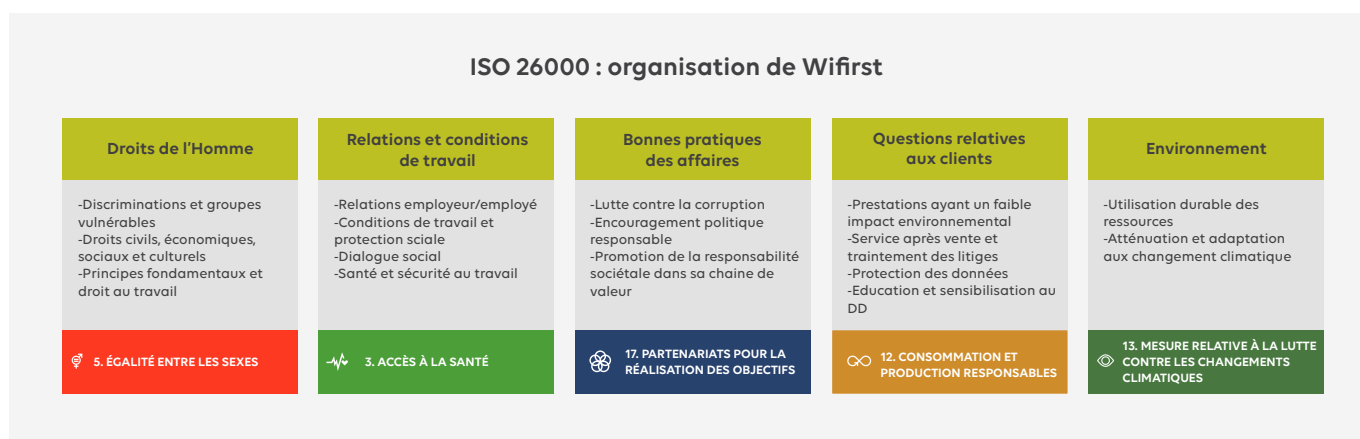 ISO 26000 : organisation de Wifirst
Droits de l'Homme
-Discriminations et groupes
vulnérables
-Droits civils, économiques,
sociaux et culturels
-Principes fondamentaux et
droit au travail
5. ÉGALITÉ ENTRE LES SEXES
Relations et conditions
de travail
-Relations employeur/employé
-Conditions de travail et
protection sciale
-Dialogue social
-Santé et sécurité au travail
3. ACCÈS À LA SANTÉ
Bonnes pratiques
des affaires
-Lutte contre la corruption
-Encouragement politique
responsable
-Promotion de la responsabilité
sociétale dans sa chaine de
valeur
17. PARTENARIATS POUR LA
RÉALISATION DES OBJECTIFS
Questions relatives
aux clients
-Prestations ayant un faible
impact environnemental
-Service après vente et
traintement des litiges
-Protection des données
-Education et sensibilisation au
DD
12. CONSOMMATION ET
PRODUCTION RESPONSABLES
Environnement
-Utilisation durable des
ressources
-Atténuation et adaptation
aux changement climatique
13. MESURE RELATIVE À LA LUTTE
CONTRE LES CHANGEMENTS
CLIMATIQUES